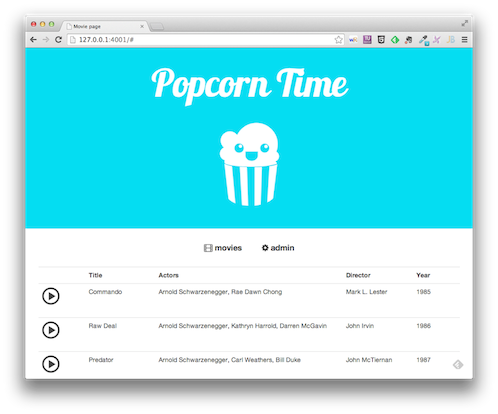 Movie page
127.0.0.1:4001/#
Popcorn Time
movies admin
Title Actors Director Year
Commando Arnold Schwarzenegger, Rae Dawn Chong Mark L. Lester 1985
Raw Deal Arnold Schwarzenegger, Kathryn Harrold, Darren McGavin John Irvin 1986
Predator Arnold Schwarzenegger, Carl Weathers, Bill Duke John McTiernan 1987